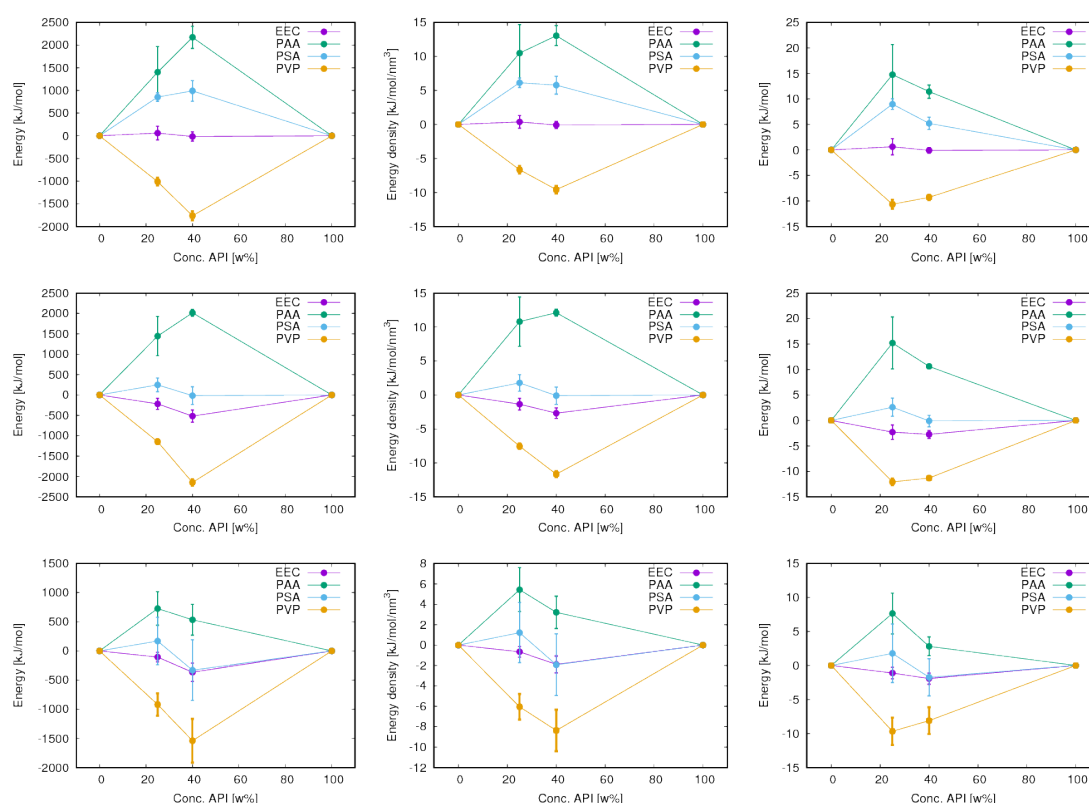 2500
2000
1500
1000
500
0
-500
-1000
-1500
-2000
Energy [kJ/mol]
EEC
PAA
PSA
PVP
0 20 40 60 80 100
Conc. API [w%]
15
10
5
0
-5
-10
-15
Energy density [kJ/mol/nm³]
EEC
PAA
PSA
PVP
0 20 40 60 80 100
Conc. API [w%]
25
20
15
10
5
0
-5
-10
-15
Energy [kJ/mol]
EEC
PAA
PSA
PVP
0 20 40 60 80 100
Conc. API [w%]
2500
2000
1500
1000
500
0
-500
-1000
-1500
-2000
-2500
Energy [kJ/mol]
EEC
PAA
PSA
PVP
0 20 40 60 80 100
Conc. API [w%]
15
10
5
0
-5
-10
-15
Energy density [kJ/mol/nm³]
EEC
PAA
PSA
PVP
0 20 40 60 80 100
Conc. API [w%]
25
20
15
10
5
0
-5
-10
-15
Energy [kJ/mol]
EEC
PAA
PSA
PVP
0 20 40 60 80 100
Conc. API [w%]
1500
1000
500
0
-500
-1000
-1500
-2000
Energy [kJ/mol]
EEC
PAA
PSA
PVP
0 20 40 60 80 100
Conc. API [w%]
8
6
4
2
0
-2
-4
-6
-8
-10
-12
Energy density [kJ/mol/nm³]
EEC
PAA
PSA
PVP
0 20 40 60 80 100
Conc. API [w%]
15
10
5
0
-5
-10
-15
Energy [kJ/mol]
EEC
PAA
PSA
PVP
0 20 40 60 80 100
Conc. API [w%]